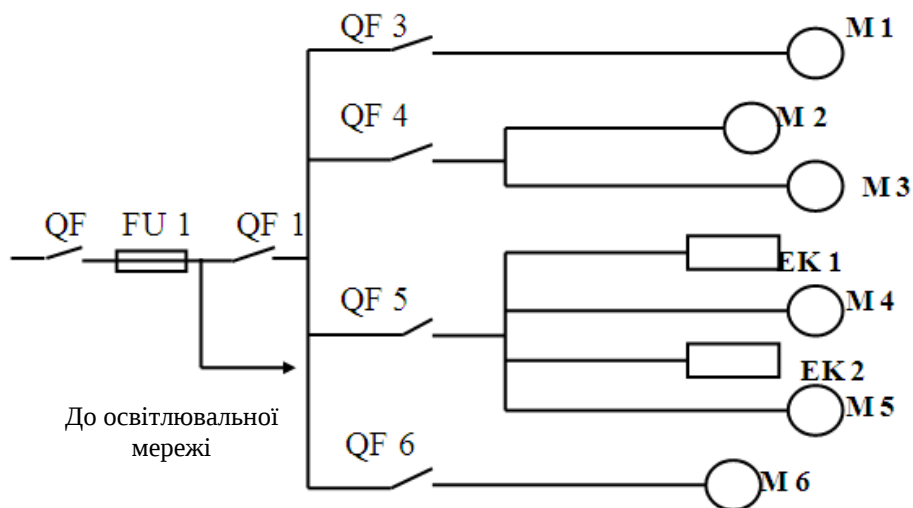 QF 3
M 1
QF 4
M 2
M 3
QF
FU 1
QF 1
EK 1
QF 5
M 4
EK 2
M 5
До освітлювальної
мережі
QF 6
M 6